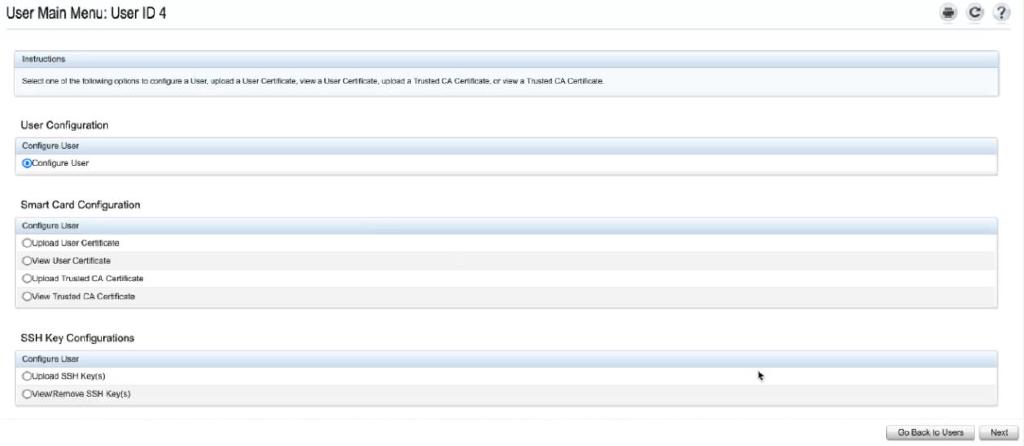 User Main Menu: User ID 4
Instructions
Select one of the following options to configure a User, upload a User Certificate, view a User Certificate, upload a Trusted CA Certificate, or view a Trusted CA Certificate.
User Configuration
Configure User
Configure User
Smart Card Configuration
Configure User
Upload User Certificate
View User Certificate
Upload Trusted CA Certificate
View Trusted CA Certificate
SSH Key Configurations
Configure User
Upload SSH Key(s)
View/Remove SSH Key(s)
Go Back to Users Next